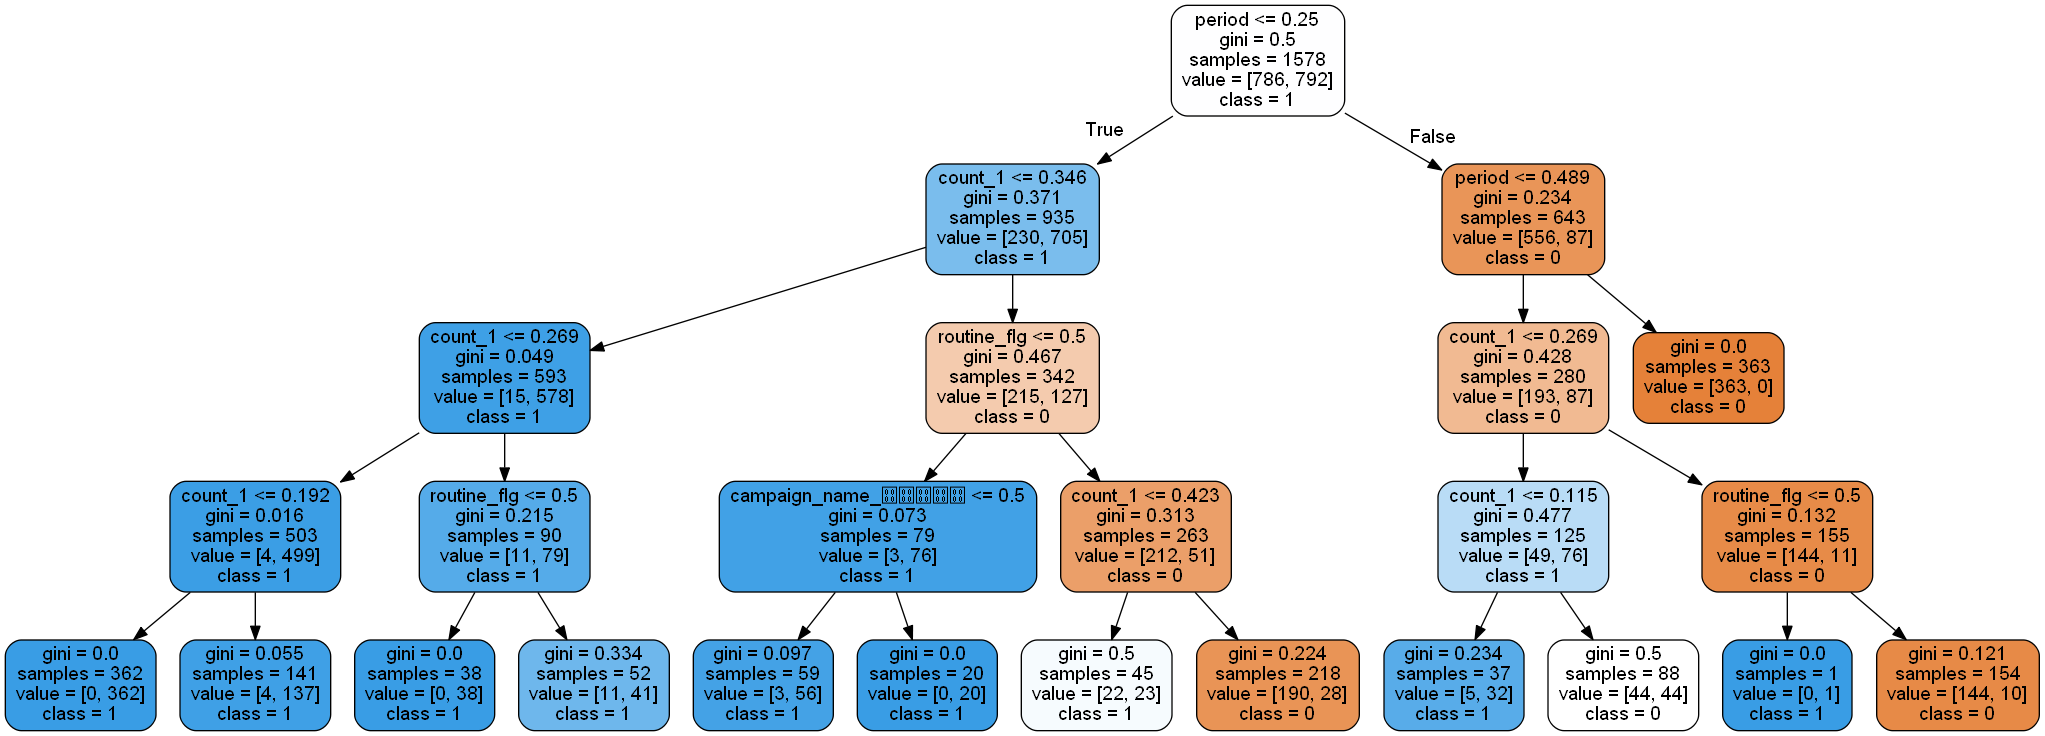 period <= 0.25
gini = 0.5
samples = 1578
value = [786, 792]
class = 1
True
False
count_1 <= 0.346
gini = 0.371
samples = 935
value = [230, 705]
class = 1
period <= 0.489
gini = 0.234
samples = 643
value = [556, 87]
class = 0
count_1 <= 0.269
gini = 0.049
samples = 593
value = [15, 578]
class = 1
routine_flg <= 0.5
gini = 0.467
samples = 342
value = [215, 127]
class = 0
count_1 <= 0.269
gini = 0.428
samples = 280
value = [193, 87]
class = 0
gini = 0.0
samples = 363
value = [363, 0]
class = 0
count_1 <= 0.192
gini = 0.016
samples = 503
value = [4, 499]
class = 1
routine_flg <= 0.5
gini = 0.215
samples = 90
value = [11, 79]
class = 1
campaign_name_ <= 0.5
gini = 0.073
samples = 79
value = [3, 76]
class = 1
count_1 <= 0.423
gini = 0.313
samples = 263
value = [212, 51]
class = 0
count_1 <= 0.115
gini = 0.477
samples = 125
value = [49, 76]
class = 1
routine_flg <= 0.5
gini = 0.132
samples = 155
value = [144, 11]
class = 0
gini = 0.0
samples = 362
value = [0, 362]
class = 1
gini = 0.055
samples = 141
value = [4, 137]
class = 1
gini = 0.0
samples = 38
value = [0, 38]
class = 1
gini = 0.334
samples = 52
value = [11, 41]
class = 1
gini = 0.097
samples = 59
value = [3, 56]
class = 1
gini = 0.0
samples = 20
value = [0, 20]
class = 1
gini = 0.5
samples = 45
value = [22, 23]
class = 1
gini = 0.224
samples = 218
value = [190, 28]
class = 0
gini = 0.234
samples = 37
value = [5, 32]
class = 1
gini = 0.5
samples = 88
value = [44, 44]
class = 0
gini = 0.0
samples = 1
value = [0, 1]
class = 1
gini = 0.121
samples = 154
value = [144, 10]
class = 0